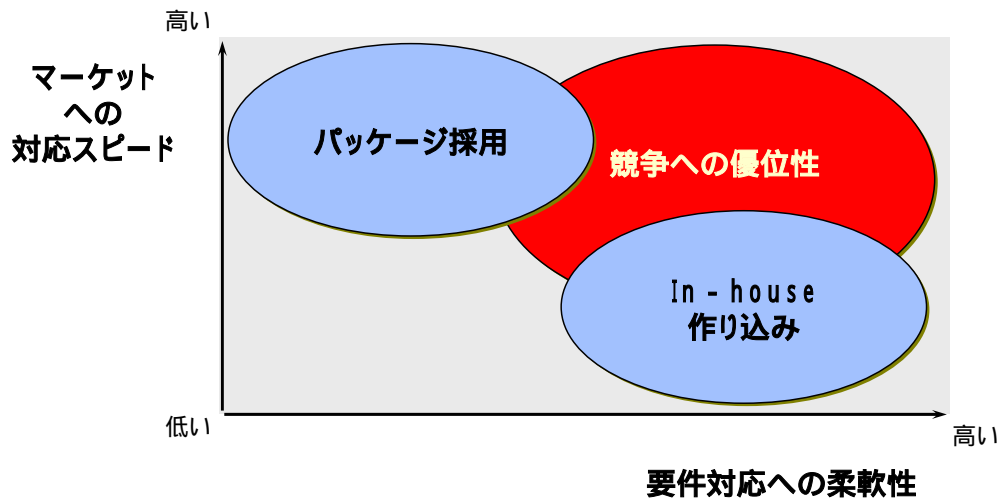 高い
マーケット
への
対応スピード
パッケージ採用
競争への優位性
In－house
作り込み
低い
高い
要件対応への柔軟性